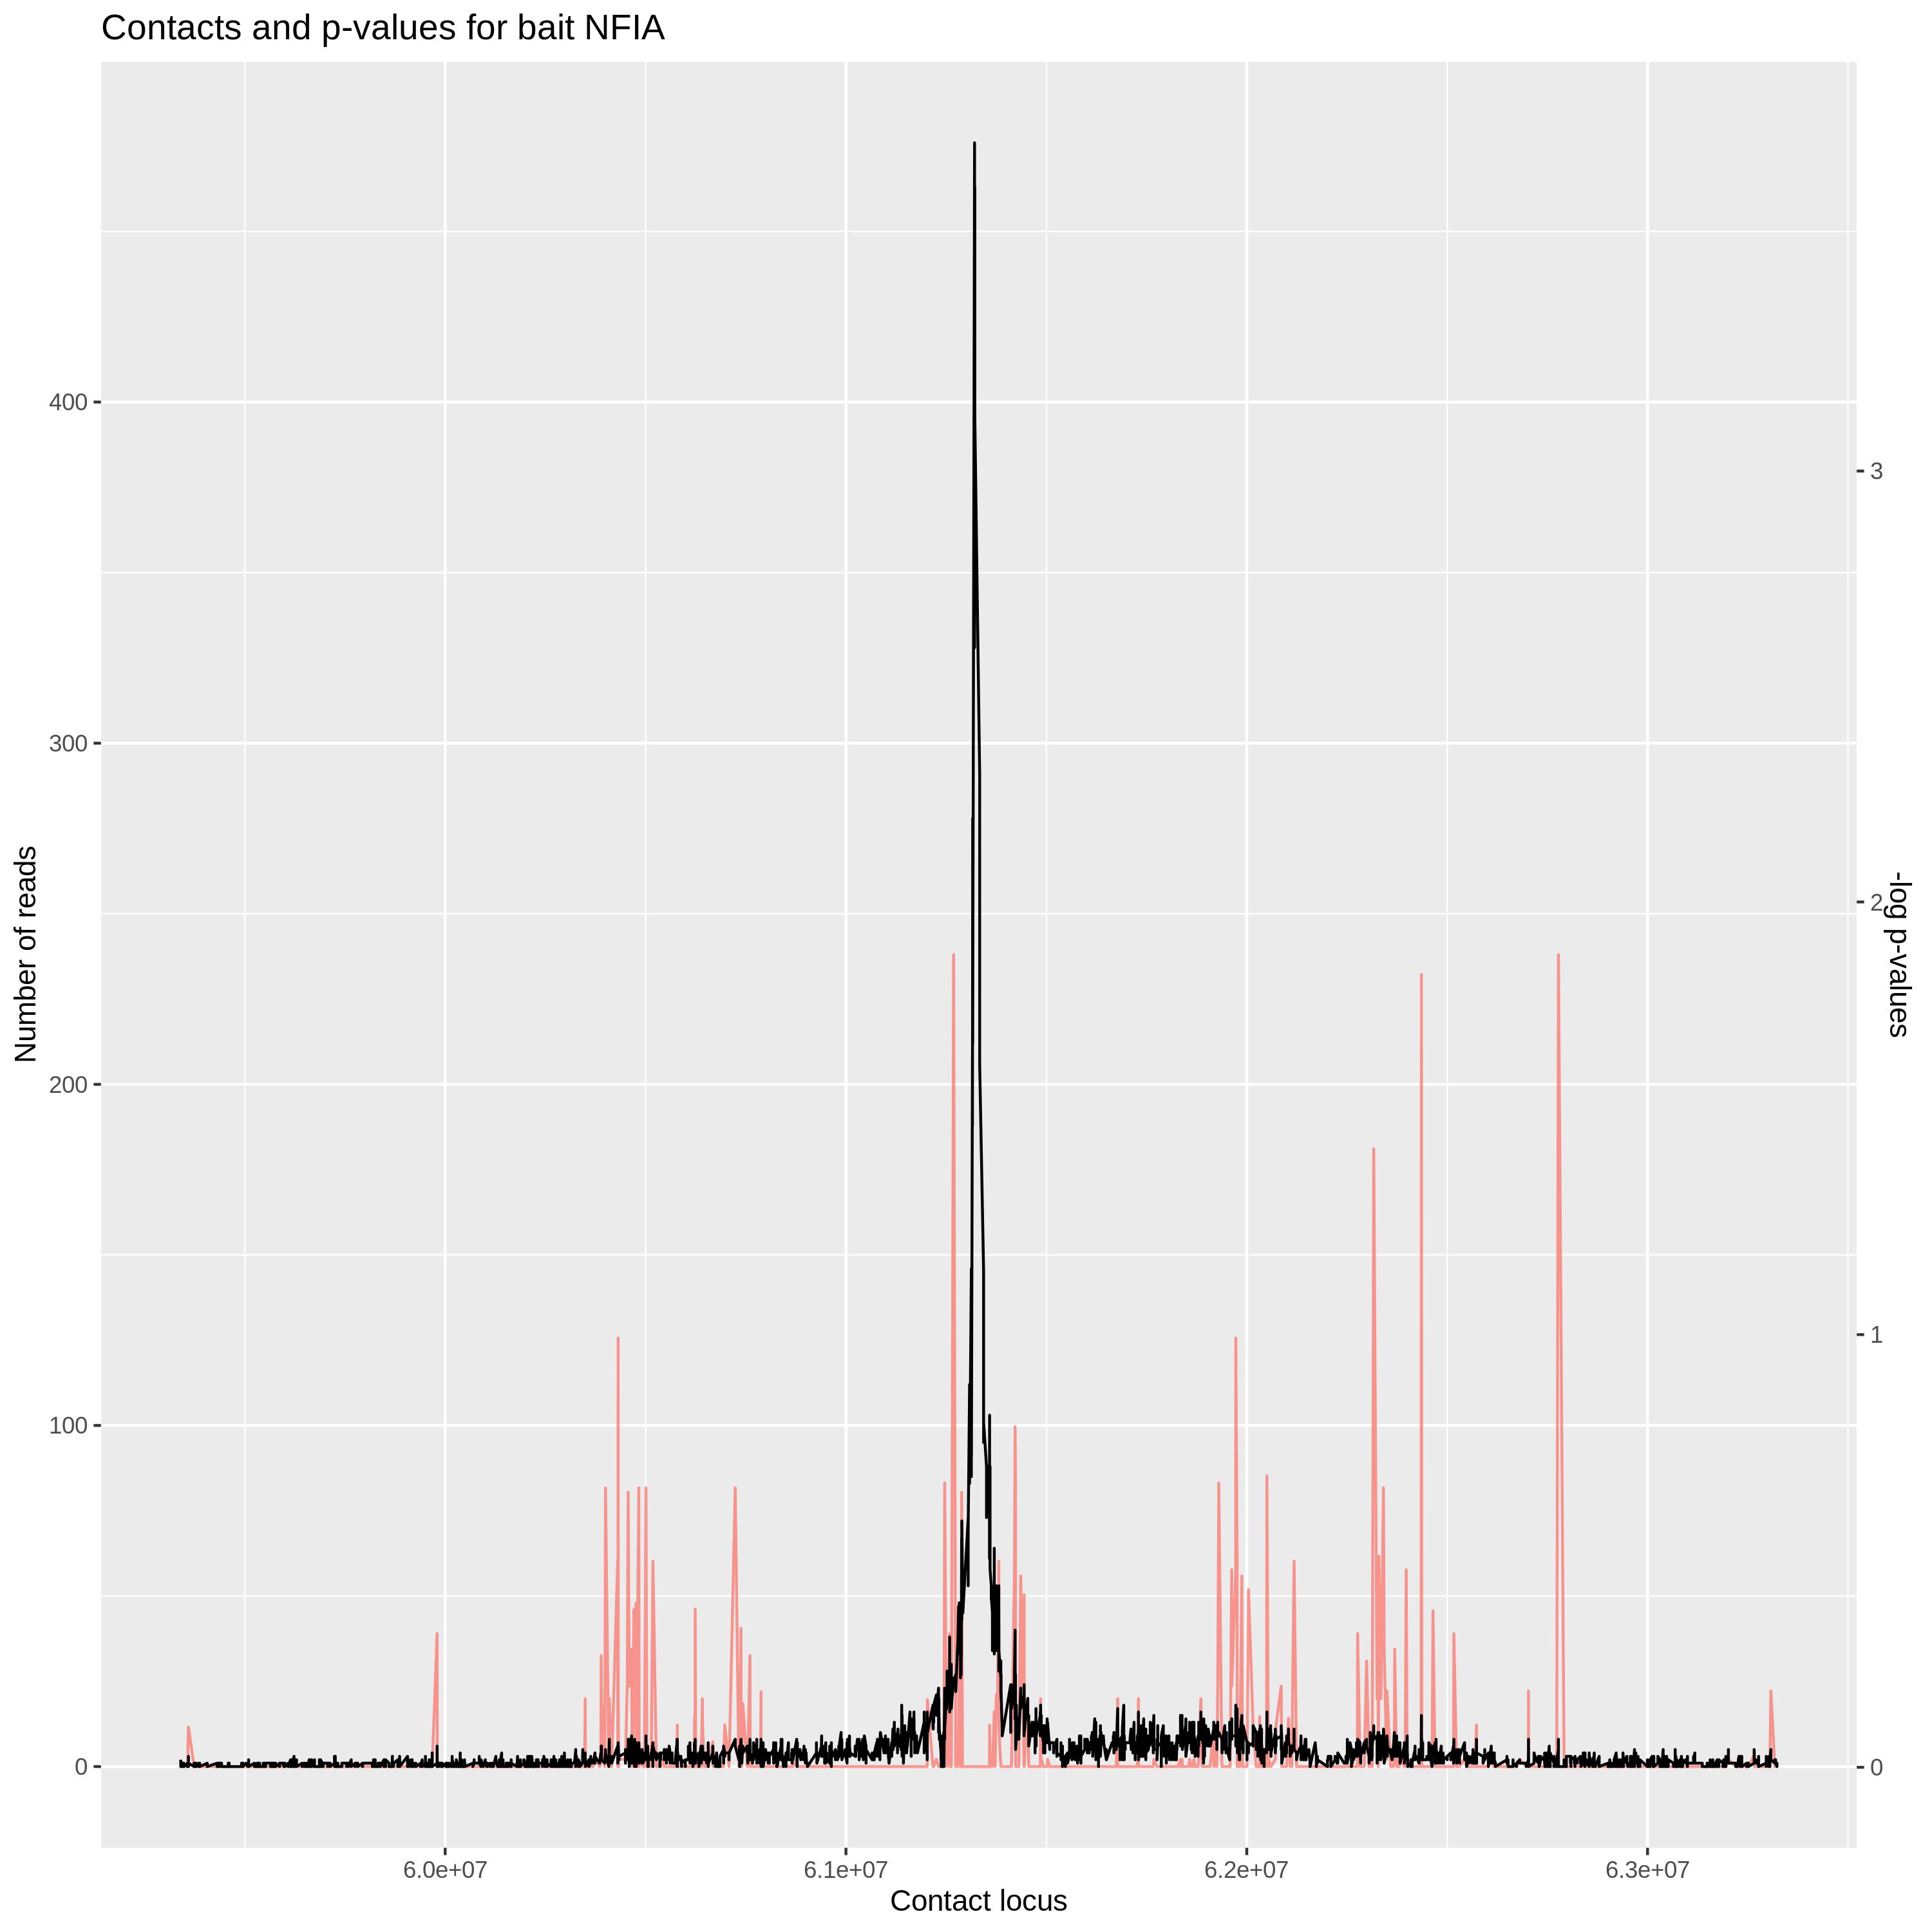 Contacts and p-values for bait NFIA
Number of reads
400
300
200
100
0
3
2
1
0
-log p-values
6.0e+07
6.1e+07
6.2e+07
6.3e+07
Contact locus